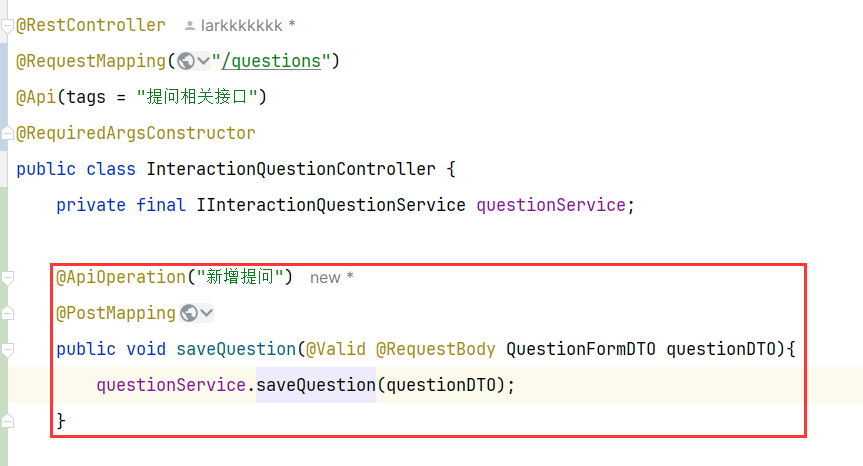 @RestController larkkkkkkk *
@RequestMapping("/questions")
@Api(tags = "提问相关接口")
@RequiredArgsConstructor
public class InteractionQuestionController {
private final IInteractionQuestionService questionService;
@ApiOperation("新增提问") new *
@PostMapping
public void saveQuestion(@Valid @RequestBody QuestionFormDTO questionDTO){
questionService.saveQuestion(questionDTO);
}